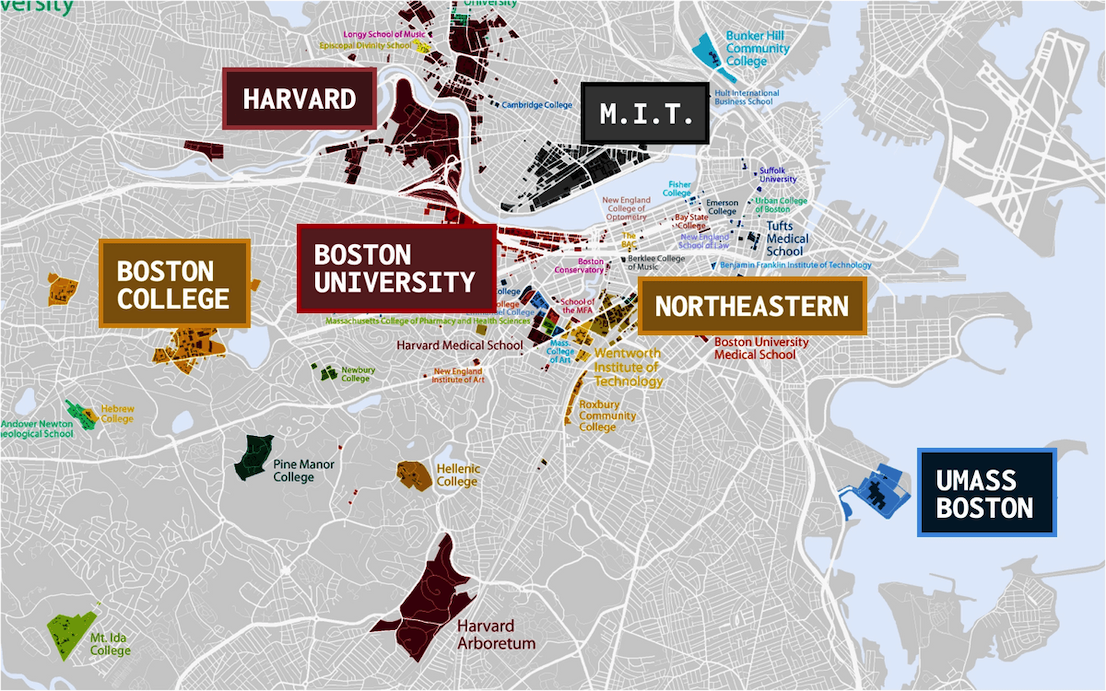 versity
University
Longy School of Music
Episcopal Divinity School
Bunker Hill
Community
College
HARVARD
M.I.T.
Cambridge College
Hult International
Business School
Suffolk
University
Fisher
College
New England
College of
Optometry
Emerson
College
Urban College
of Boston
Bay State
College
The
BAC
New England
School of Law
Tufts
Medical
School
BOSTON
COLLEGE
BOSTON
UNIVERSITY
Boston
Conservatory
Berklee College
of Music
Benjamin Franklin Institute of Technology
NORTHEASTERN
College
College
College
School of
the MFA
Massachusetts College of Pharmacy and Health Sciences
Harvard Medical School
Mass.
College
of Art
Wentworth
Institute of
Technology
Boston University
Medical School
Newbury
College
New England
Institute of Art
Roxbury
Community
College
Hebrew
College
Andover Newton
eological School
Pine Manor
College
Hellenic
College
UMASS
BOSTON
Harvard
Arboretum
Mt. Ida
College